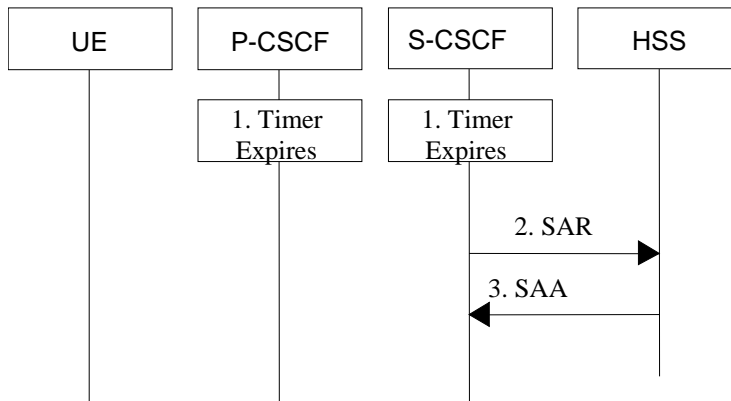 UE
P-CSCF
S-CSCF
HSS
1. Timer
Expires
1. Timer
Expires
2. SAR
3. SAA